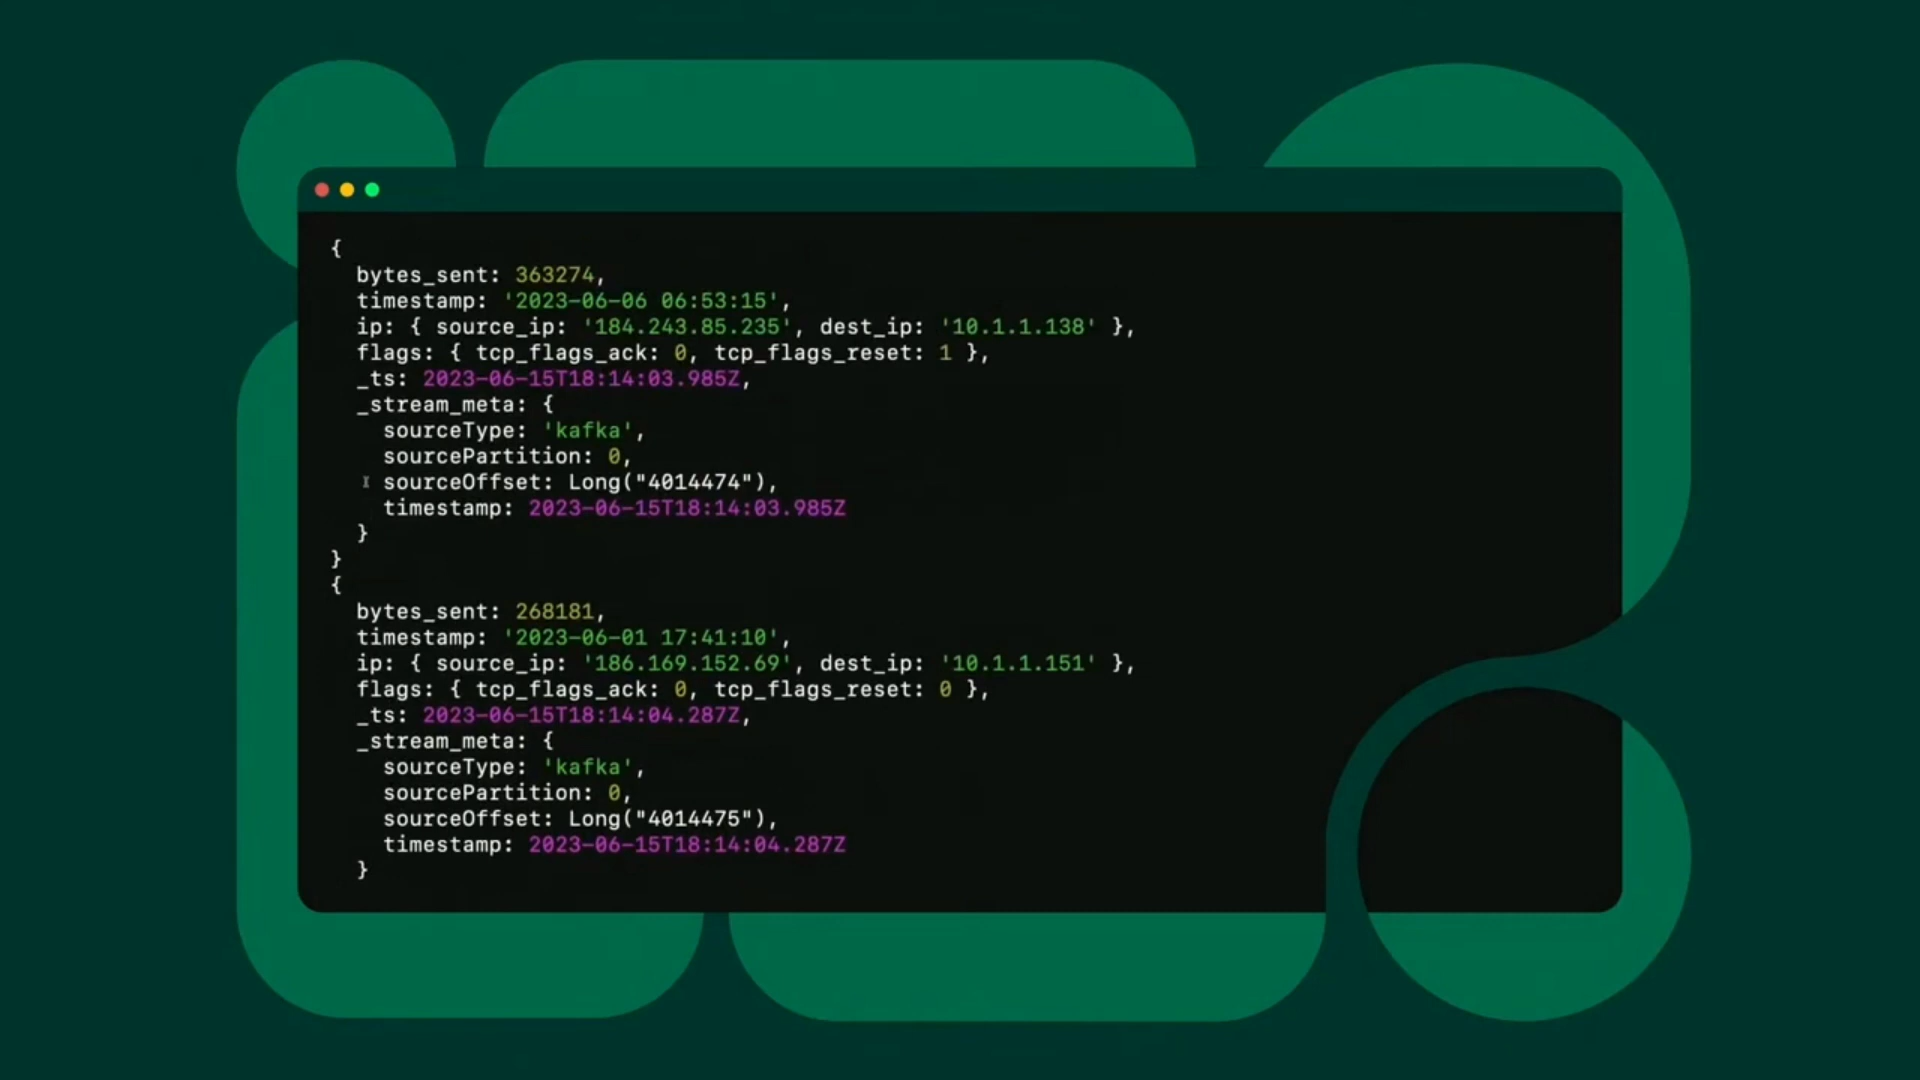 {
  bytes_sent: 363274,
  timestamp: '2023-06-06 06:53:15',
  ip: { source_ip: '184.243.85.235', dest_ip: '10.1.1.138' },
  flags: { tcp_flags_ack: 0, tcp_flags_reset: 1 },
  _ts: 2023-06-15T18:14:03.985Z,
  _stream_meta: {
    sourceType: 'kafka',
    sourcePartition: 0,
    sourceOffset: Long("4014474"),
    timestamp: 2023-06-15T18:14:03.985Z
  }
}
{
  bytes_sent: 268181,
  timestamp: '2023-06-01 17:41:10',
  ip: { source_ip: '186.169.152.69', dest_ip: '10.1.1.151' },
  flags: { tcp_flags_ack: 0, tcp_flags_reset: 0 },
  _ts: 2023-06-15T18:14:04.287Z,
  _stream_meta: {
    sourceType: 'kafka',
    sourcePartition: 0,
    sourceOffset: Long("4014475"),
    timestamp: 2023-06-15T18:14:04.287Z
  }